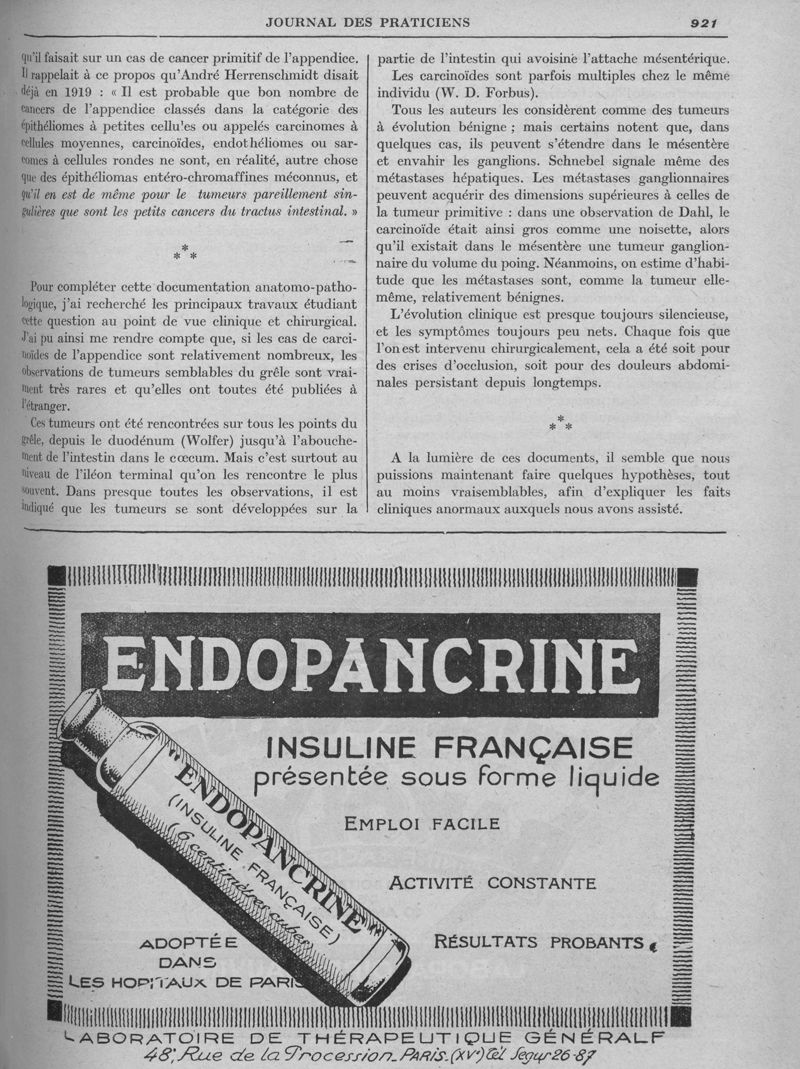 JOURNAL DES PRATICIENS 921
qu'il faisait sur un cas de cancer primitif de l'appendice.
Il rappelait à ce propos qu'André Herrenschmidt disait
déjà en 1919 : « Il est probable que bon nombre de
cancers de l'appendice classés dans la catégorie des
épithéliomes à petites cellu'es ou appelés carcinomes à
cellules moyennes, carcinoïdes, endothéliomes ou sar-
comes à cellules rondes ne sont, en réalité, autre chose
que des épithéliomas entéro-chromaffines méconnus, et
qu'il en est de même pour le tumeurs pareillement sin-
gulières que sont les petits cancers du tractus intestinal. »
*
* *
Pour compléter cette documentation anatomo-patho-
logique, j'ai recherché les principaux travaux étudiant
cette question au point de vue clinique et chirurgical.
J'ai pu ainsi me rendre compte que, si les cas de carci-
noïdes de l'appendice sont relativement nombreux, les
observations de tumeurs semblables du grêle sont vrai-
ment très rares et qu'elles ont toutes été publiées à
l'étranger.
Ces tumeurs ont été rencontrées sur tous les points du
grêle, depuis le duodénum (Wolfer) jusqu'à l'abouche-
ment de l'intestin dans le cœcum. Mais c'est surtout au
niveau de l'iléon terminal qu'on les rencontre le plus
souvent. Dans presque toutes les observations, il est
indiqué que les tumeurs se sont développées sur la
partie de l'intestin qui avoisine l'attache mésentérique.
Les carcinoïdes sont parfois multiples chez le même
individu (W. D. Forbus).
Tous les auteurs les considèrent comme des tumeurs
à évolution bénigne ; mais certains notent que, dans
quelques cas, ils peuvent s'étendre dans le mésentère
et envahir les ganglions. Schnebel signale même des
métastases hépatiques. Les métastases ganglionnaires
peuvent acquérir des dimensions supérieures à celles de
la tumeur primitive : dans une observation de Dahl, le
carcinoïde était ainsi gros comme une noisette, alors
qu'il existait dans le mésentère une tumeur ganglion-
naire du volume du poing. Néanmoins, on estime d'habi-
tude que les métastases sont, comme la tumeur elle-
même, relativement bénignes.
L'évolution clinique est presque toujours silencieuse,
et les symptômes toujours peu nets. Chaque fois que
l'on est intervenu chirurgicalement, cela a été soit pour
des crises d'occlusion, soit pour des douleurs abdomi-
nales persistant depuis longtemps.
*
* *
A la lumière de ces documents, il semble que nous
puissions maintenant faire quelques hypothèses, tout
au moins vraisemblables, afin d'expliquer les faits
cliniques anormaux auxquels nous avons assisté.
ENDOPANCRINE
INSULINE FRANÇAISE
présentée sous forme liquide
EMPLOI FACILE
ACTIVITÉ CONSTANTE
RÉSULTATS PROBANTS
"ENDOPANCRINE"
(INSULINE FRANÇAISE)
(6 centimètres cubes)
ADOPTÉE
DANS
LES HOPITAUX DE PARIS
LABORATOIRE DE THÉRAPEUTIQUE GÉNÉRALE
48, Rue de La Procession_PARIS_(XVe) Tél. Ségur 26-87